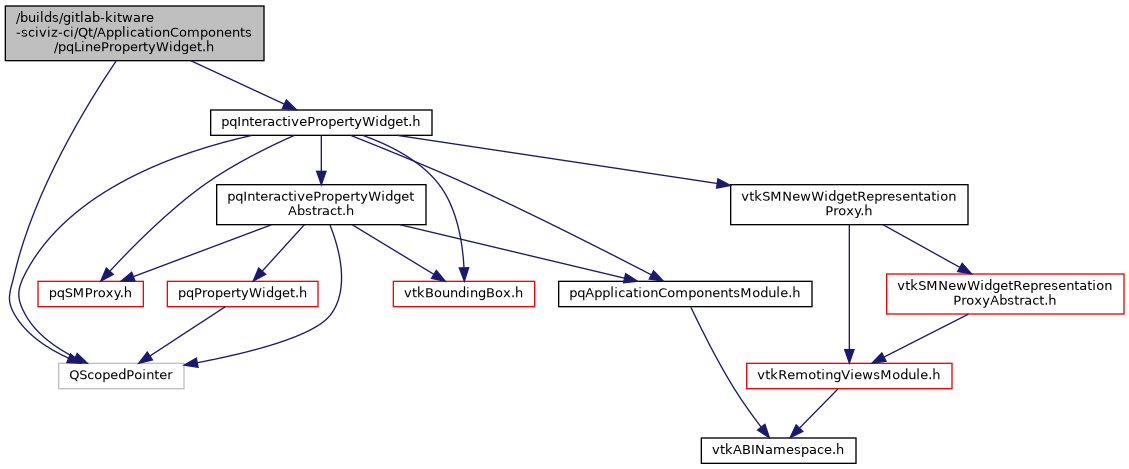 /builds/gitlab-kitware
-sciviz-ci/Qt/ApplicationComponents
/pqLinePropertyWidget.h
pqInteractivePropertyWidget.h
pqInteractivePropertyWidget
Abstract.h
vtkSMNewWidgetRepresentation
Proxy.h
pqSMProxy.h
pqPropertyWidget.h
vtkBoundingBox.h
pqApplicationComponentsModule.h
vtkSMNewWidgetRepresentation
ProxyAbstract.h
QScopedPointer
vtkRemotingViewsModule.h
vtkABINamespace.h